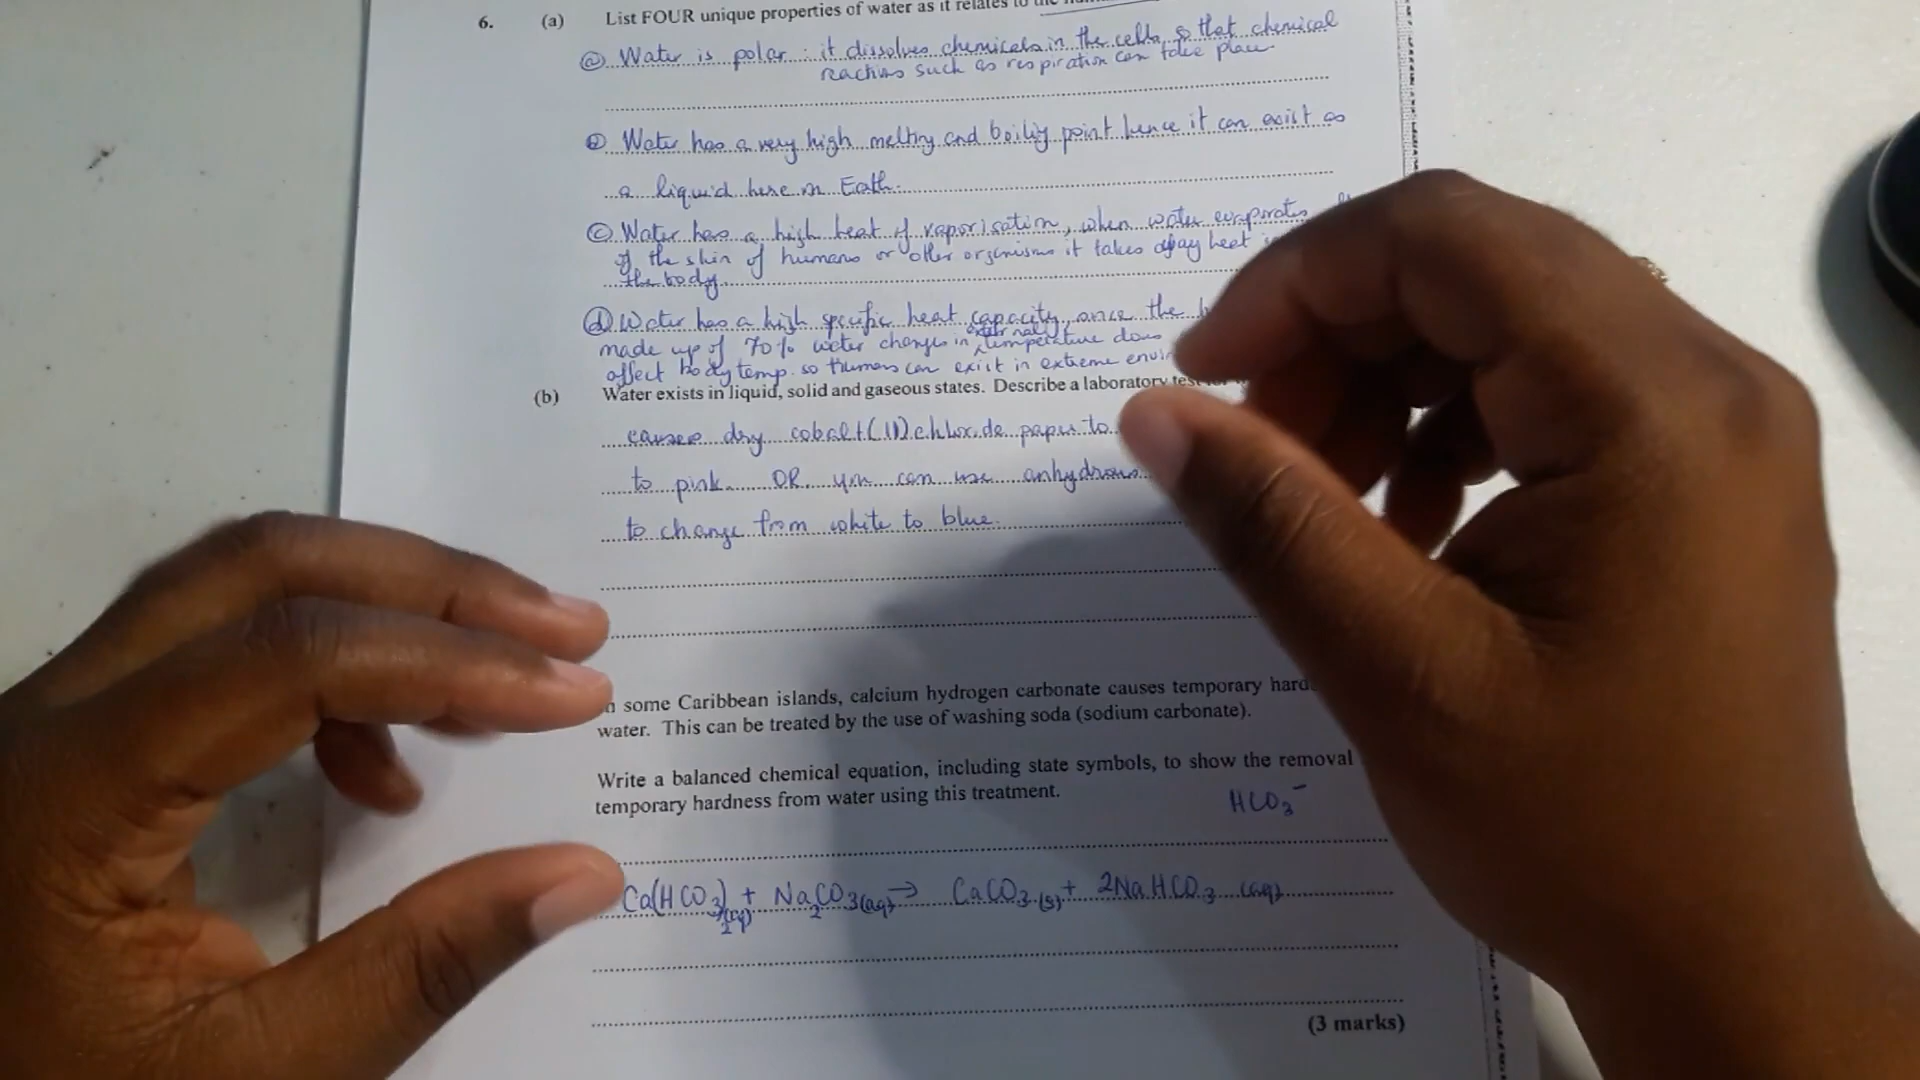 6. (a) List FOUR unique properties of water as it relates to the
ⓐ Water is polar : it dissolves chemicals in the cells so that chemical
reactions such as respiration can take place
ⓑ Water has a very high melting and boiling point hence it can exist as
a liquid here on Earth.
ⓒ Water has a high heat of vaporisation, when water evaporates
of the skin of humans or other organisms it takes away heat
the body
ⓓ Water has a high specific heat capacity, once the
made up of 70% water changes in externally temperature does
affect body temp. so humans can exist in extreme
(b) Water exists in liquid, solid and gaseous states. Describe a laboratory test
causes dry cobalt(II) chloride paper to
to pink. OR you can use anhydrous
to change from white to blue.
some Caribbean islands, calcium hydrogen carbonate causes temporary
water. This can be treated by the use of washing soda (sodium carbonate).
Write a balanced chemical equation, including state symbols, to show the removal
temporary hardness from water using this treatment.
HCO₃⁻
Ca(HCO₃)₂(aq) + Na₂CO₃(aq) → CaCO₃(s) + 2NaHCO₃ (aq)
(3 marks)